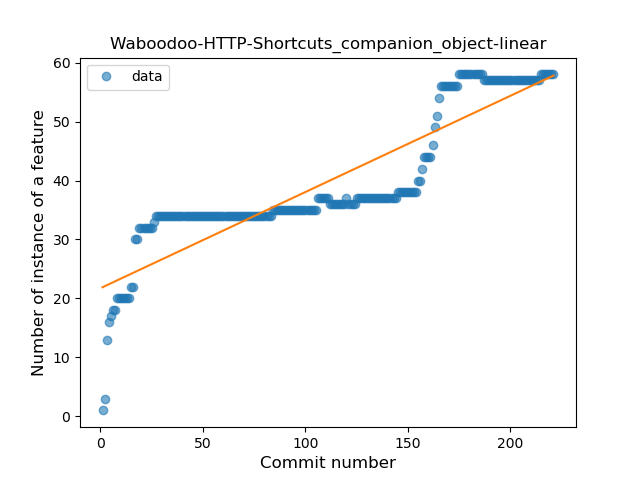 Waboodoo-HTTP-Shortcuts_companion_object-linear
data
Number of instance of a feature
60
50
40
30
20
10
0
0 50 100 150 200
Commit number